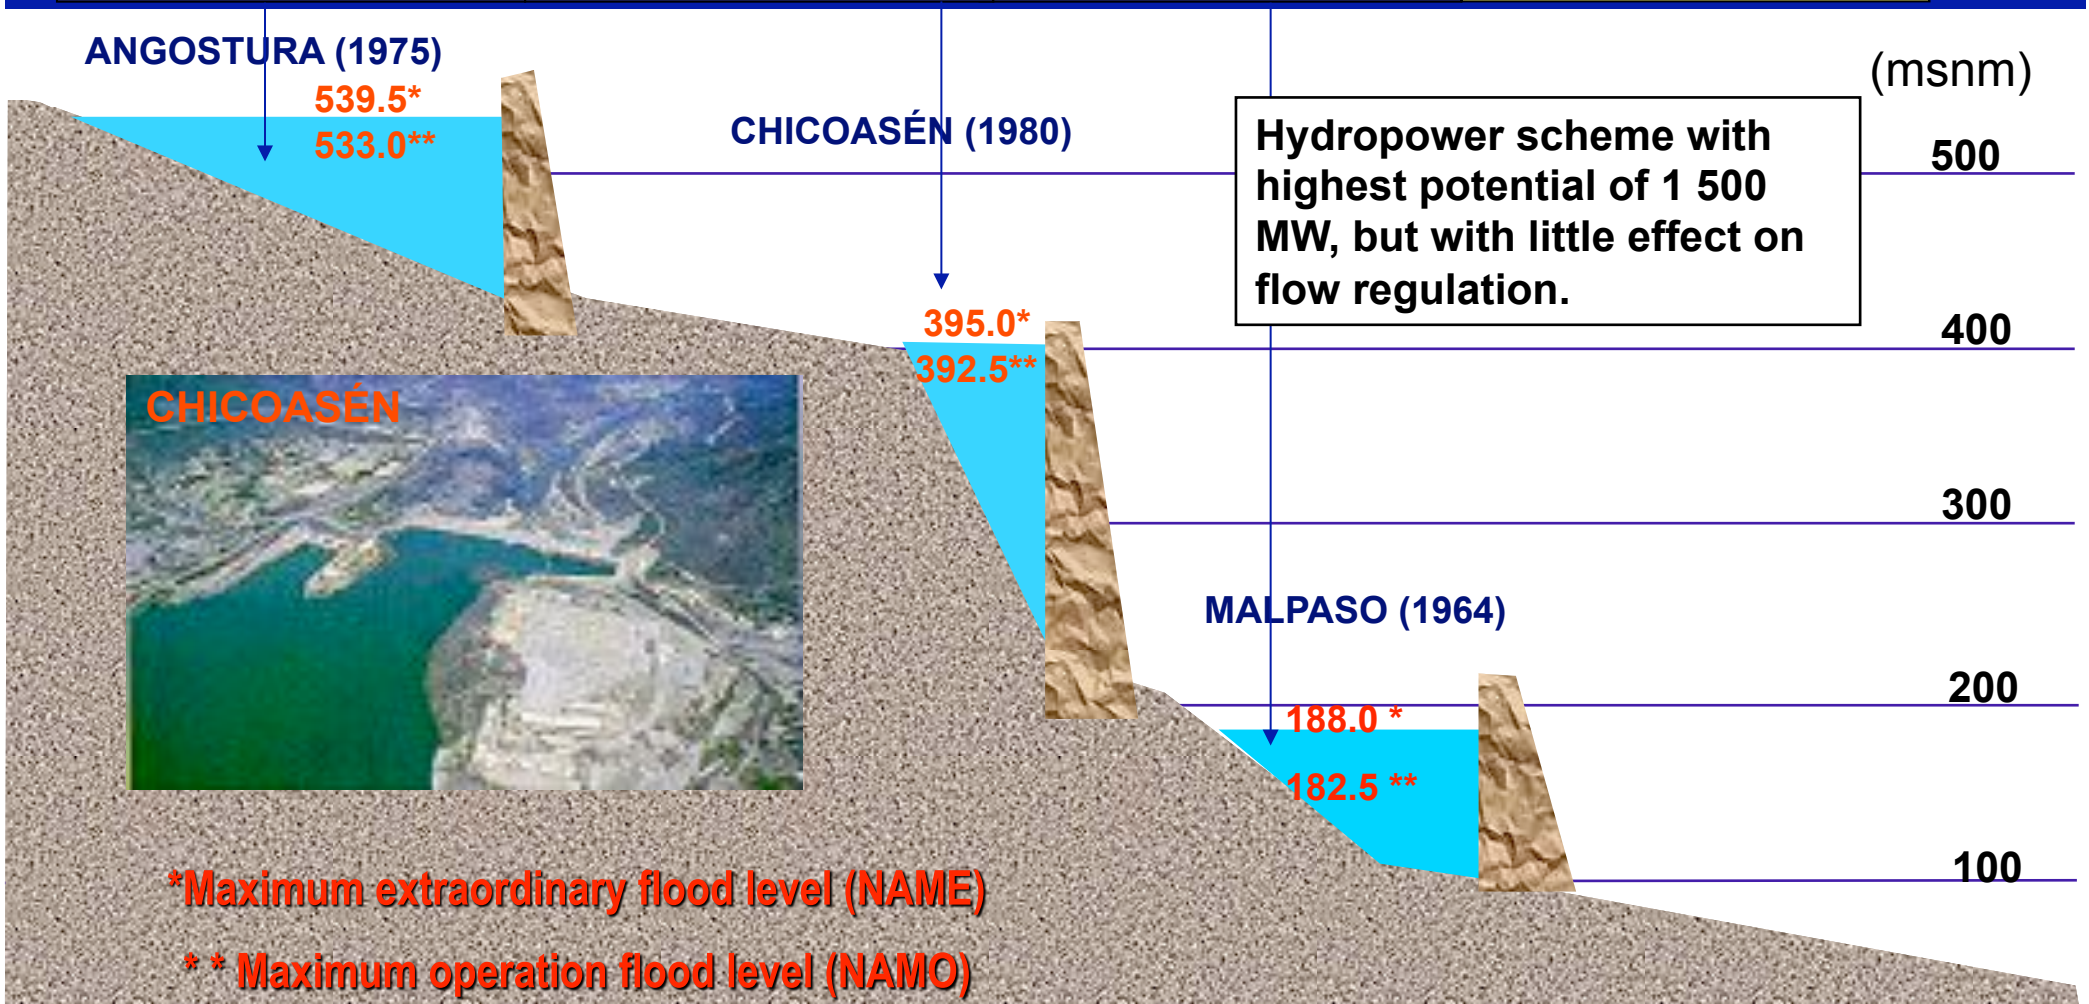 ANGOSTURA (1975)
539.5*
533.0**
(msnm)
CHICOASÉN (1980)
Hydropower scheme with
highest potential of 1 500
MW, but with little effect on
flow regulation.
500
395.0*
392.5**
400
CHICOASÉN
300
MALPASO (1964)
200
188.0 *
182.5 **
100
*Maximum extraordinary flood level (NAME)
* * Maximum operation flood level (NAMO)